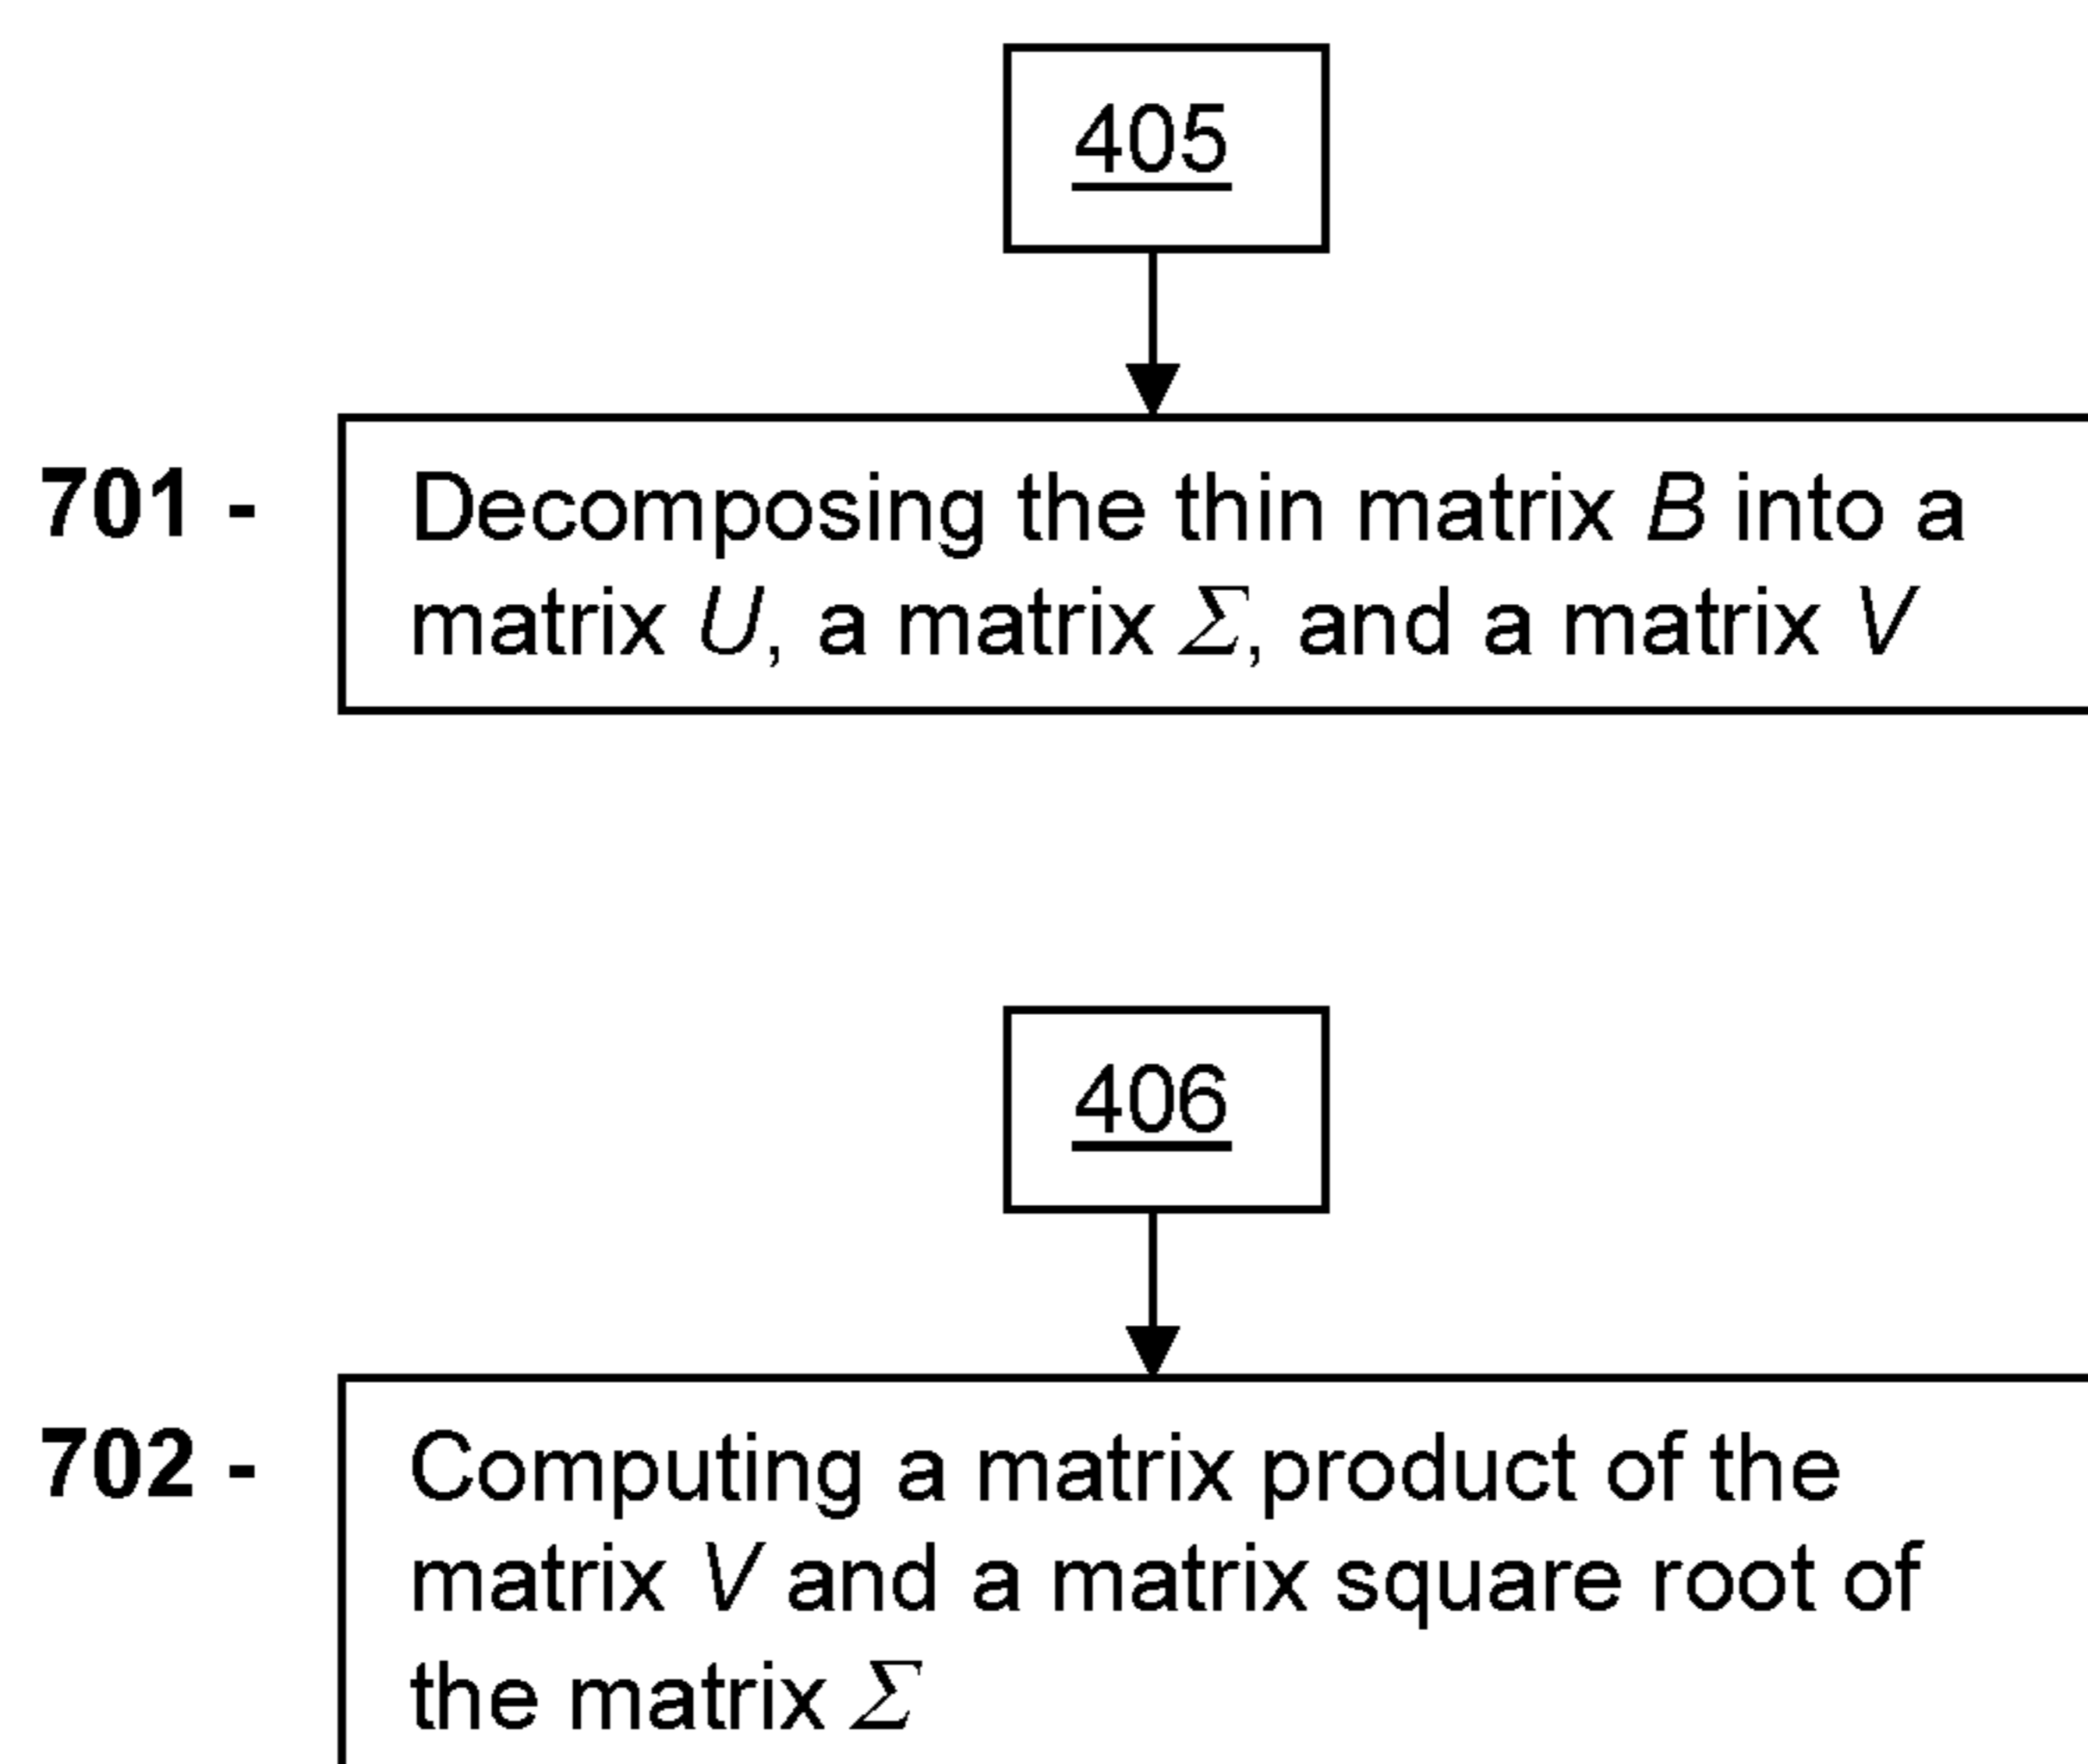 405
701 - Decomposing the thin matrix B into a
matrix U, a matrix Σ, and a matrix V
406
702 - Computing a matrix product of the
matrix V and a matrix square root of
the matrix Σ